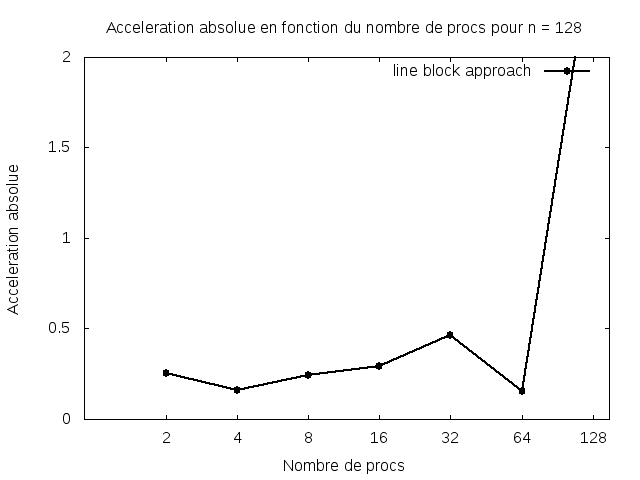 Acceleration absolue en fonction du nombre de procs pour n = 128
line block approach
Acceleration absolue
2
1.5
1
0.5
0
2 4 8 16 32 64 128
Nombre de procs